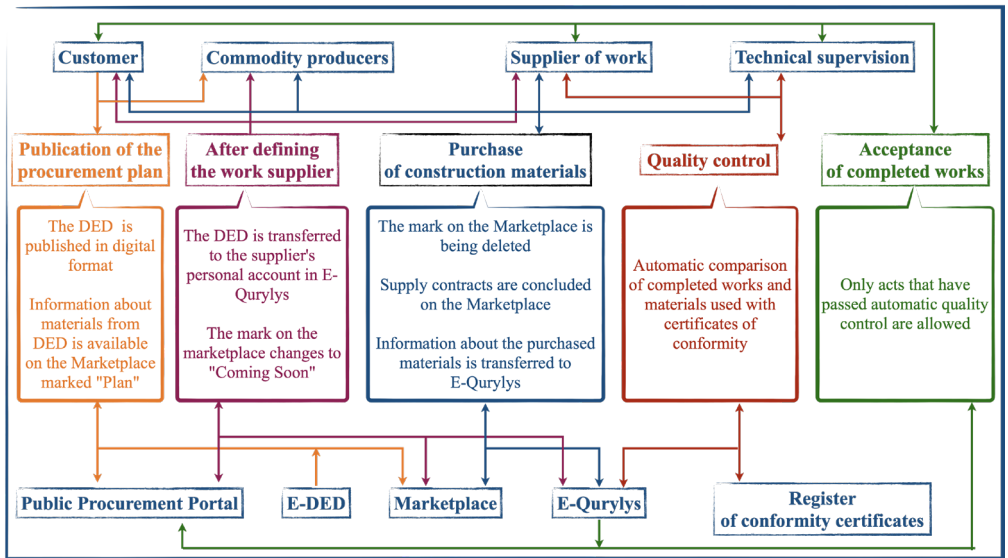 Customer
Commodity producers
Supplier of work
Technical supervision
Publication of the
procurement plan
After defining
the work supplier
Purchase
of construction materials
Quality control
Acceptance
of completed works
The DED is
published in digital
format
Information about
materials from
DED is available
on the Marketplace
marked "Plan"
The DED is transferred
to the supplier's
personal account in E-
Qurylys
The mark on the
marketplace changes to
"Coming Soon"
The mark on the Marketplace is
being deleted
Supply contracts are concluded
on the Marketplace
Information about the purchased
materials is transferred to
E-Qurylys
Automatic comparison
of completed works and
materials used with
certificates of
conformity
Only acts that have
passed automatic quality
control are allowed
Public Procurement Portal
E-DED
Marketplace
E-Qurylys
Register
of conformity certificates